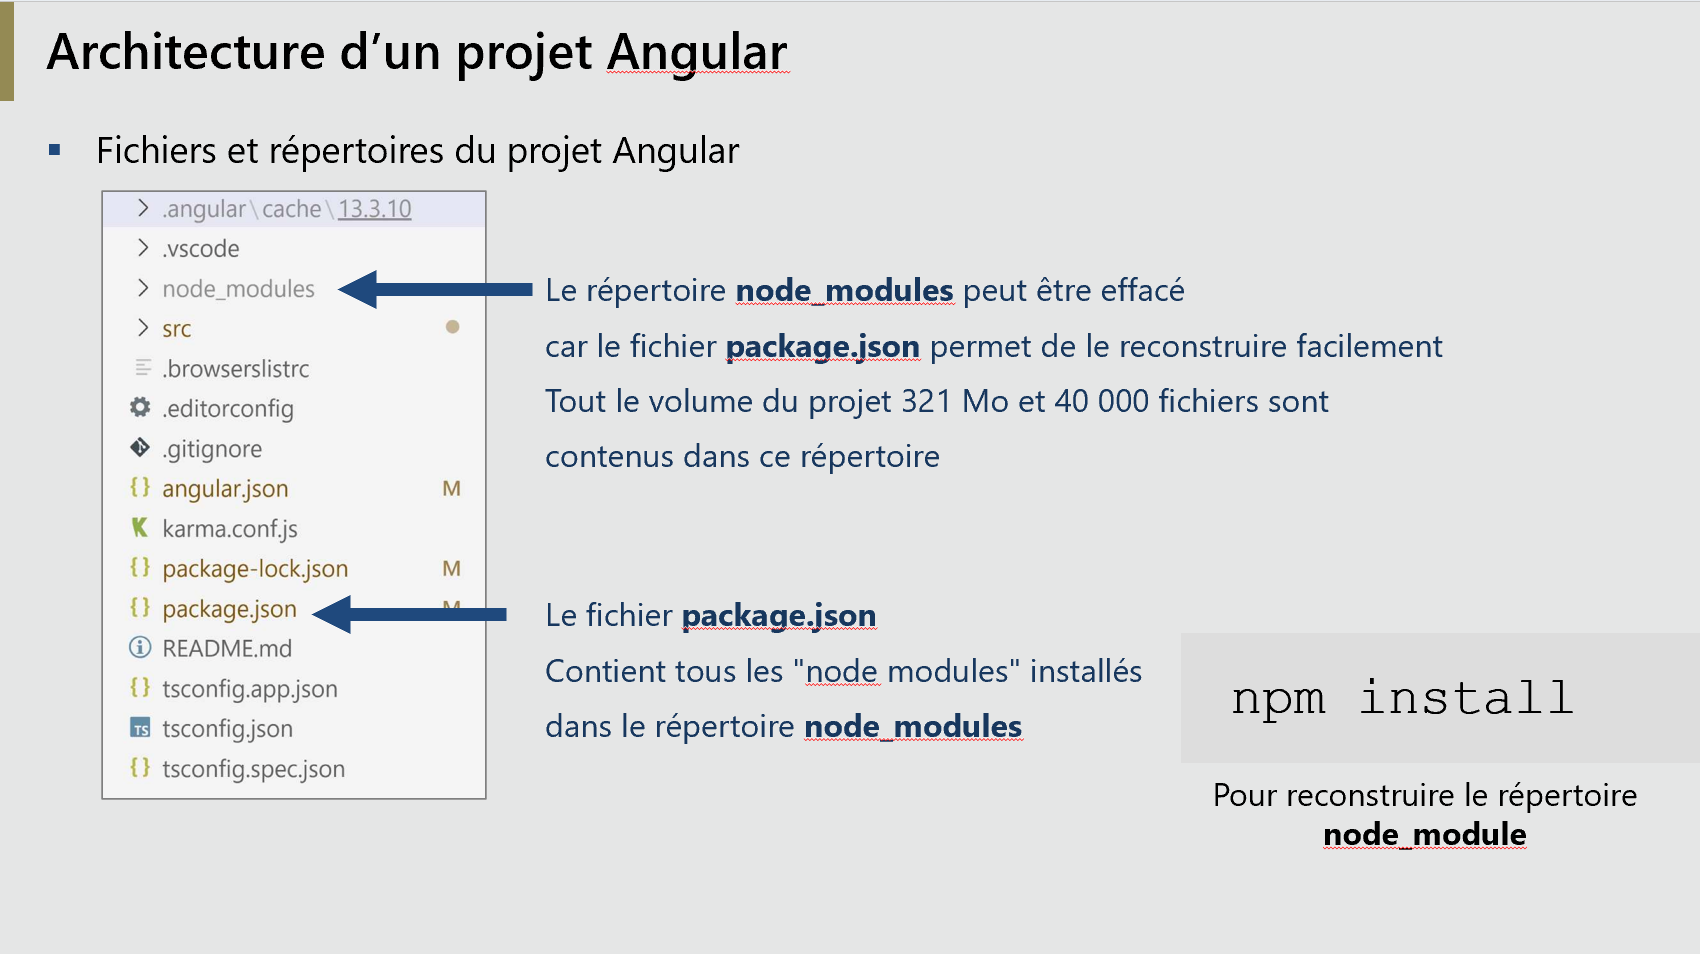 Architecture d’un projet Angular
Fichiers et répertoires du projet Angular
.angular\cache\13.3.10
.vscode
node_modules
src
.browserslistrc
.editorconfig
.gitignore
angular.json M
karma.conf.js
package-lock.json M
package.json M
README.md
tsconfig.app.json
TS tsconfig.json
tsconfig.spec.json
Le répertoire node_modules peut être effacé
car le fichier package.json permet de le reconstruire facilement
Tout le volume du projet 321 Mo et 40 000 fichiers sont
contenus dans ce répertoire
Le fichier package.json
Contient tous les "node modules" installés
dans le répertoire node_modules
npm install
Pour reconstruire le répertoire
node_module